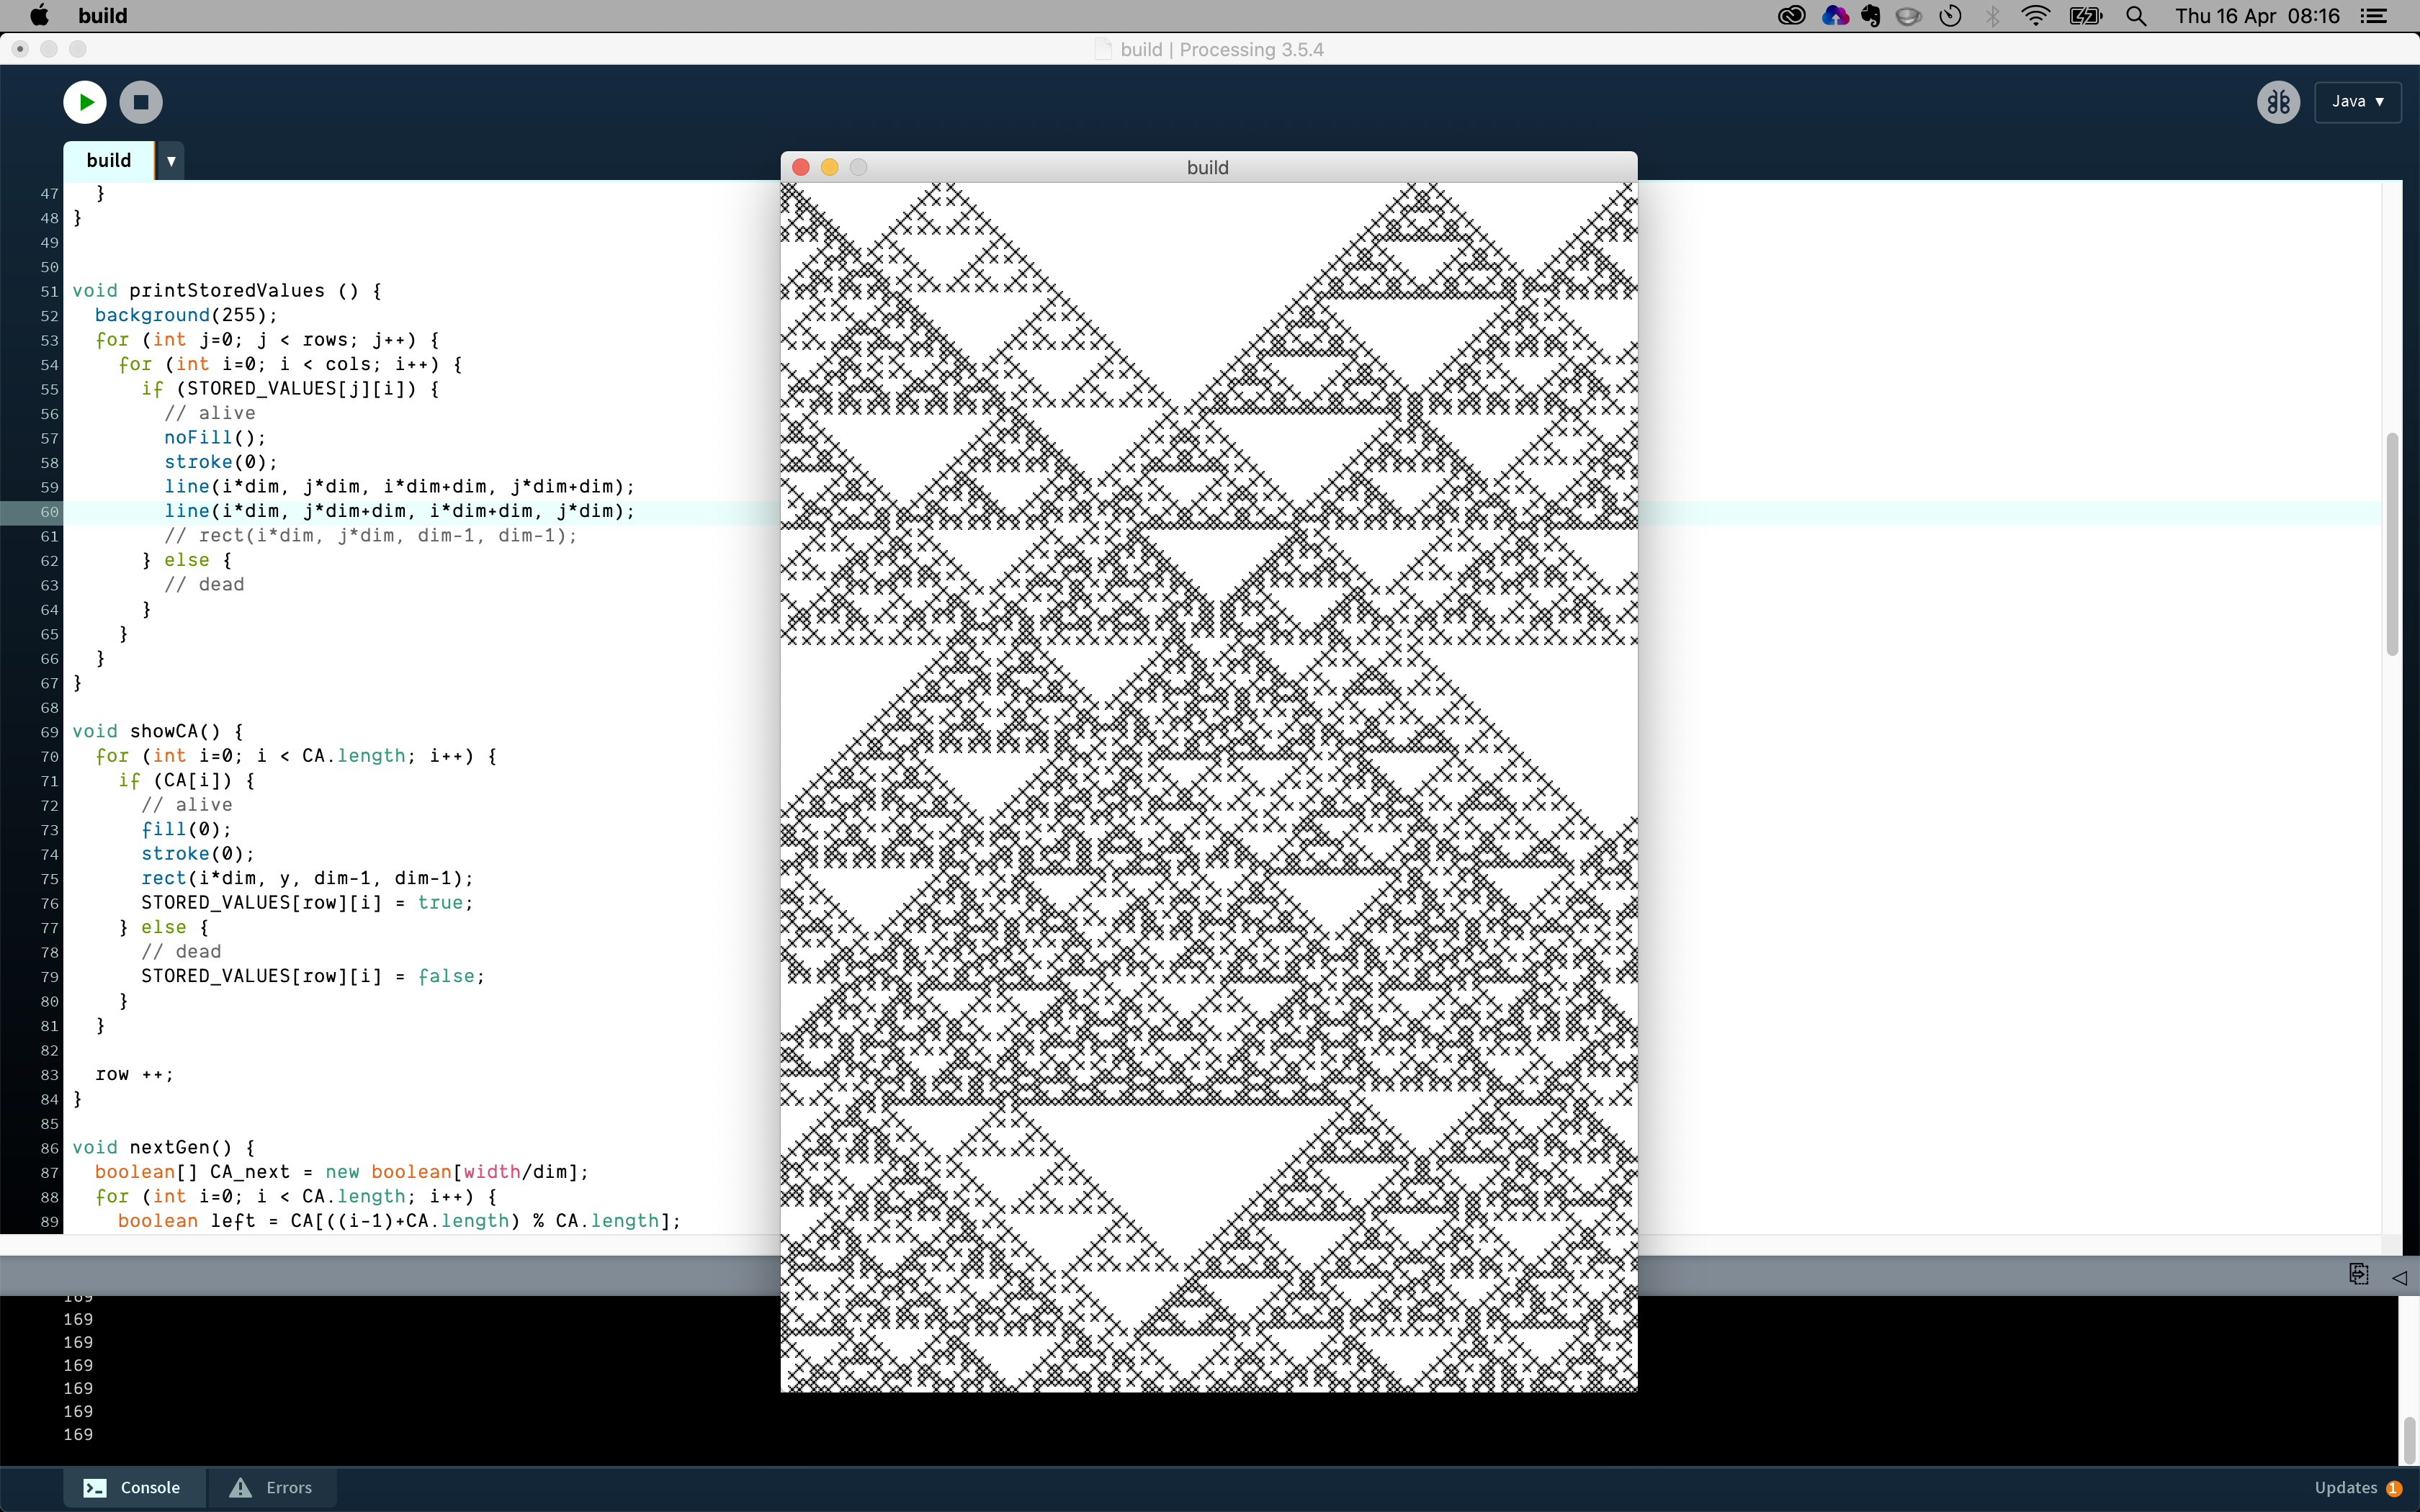 build
Thu 16 Apr 08:16
build | Processing 3.5.4
Java ▼
build ▼
build
47 }
48 }
49
50
51 void printStoredValues () {
52 background(255);
53 for (int j=0; j < rows; j++) {
54 for (int i=0; i < cols; i++) {
55 if (STORED_VALUES[j][i]) {
56 // alive
57 noFill();
58 stroke(0);
59 line(i*dim, j*dim, i*dim+dim, j*dim+dim);
60 line(i*dim, j*dim+dim, i*dim+dim, j*dim);
61 // rect(i*dim, j*dim, dim-1, dim-1);
62 } else {
63 // dead
64 }
65 }
66 }
67 }
68
69 void showCA() {
70 for (int i=0; i < CA.length; i++) {
71 if (CA[i]) {
72 // alive
73 fill(0);
74 stroke(0);
75 rect(i*dim, y, dim-1, dim-1);
76 STORED_VALUES[row][i] = true;
77 } else {
78 // dead
79 STORED_VALUES[row][i] = false;
80 }
81 }
82
83 row ++;
84 }
85
86 void nextGen() {
87 boolean[] CA_next = new boolean[width/dim];
88 for (int i=0; i < CA.length; i++) {
89 boolean left = CA[((i-1)+CA.length) % CA.length];
169
169
169
169
169
169
169
Console
Errors
Updates 1